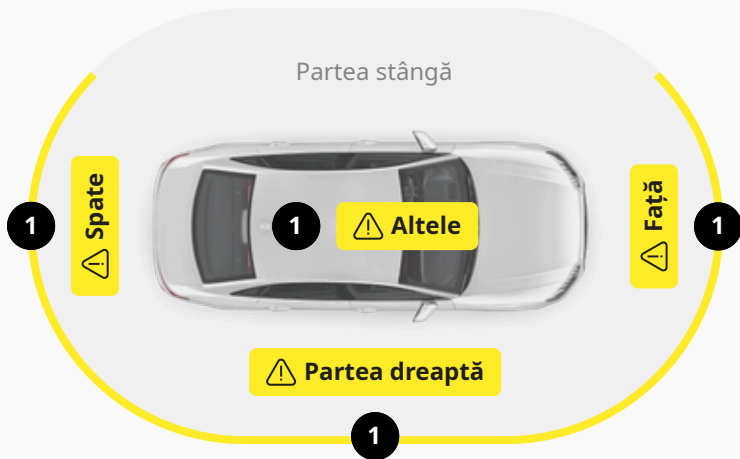 Partea stângă
1
Spate
1
Altele
Față
1
Partea dreaptă
1